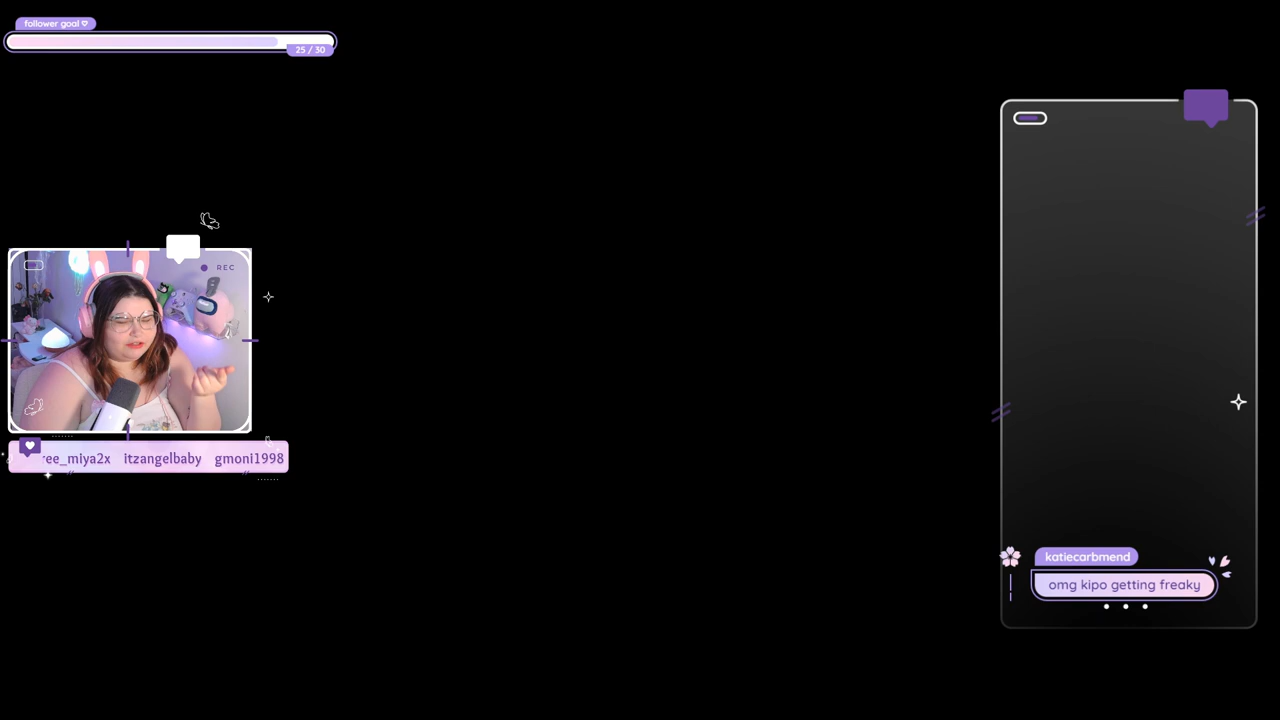 follower goal
25 / 30
REC
ree_miya2x itzangelbaby gmoni1998
katiecarbmend
omg kipo getting freaky